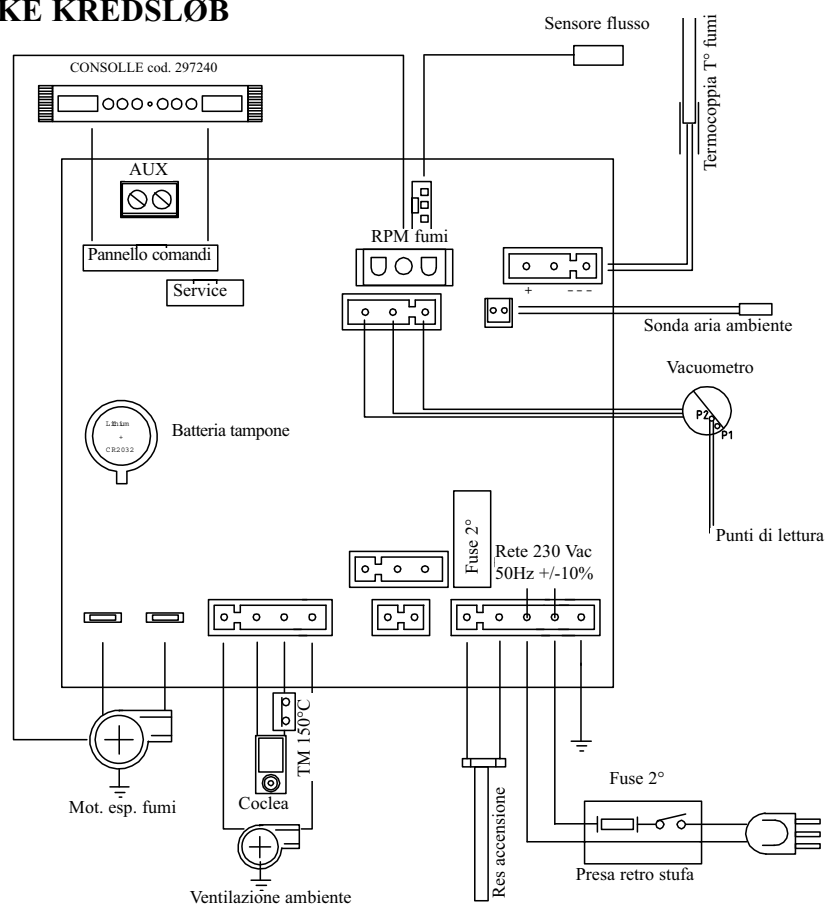 KE KREDSLØB
Sensore flusso
CONSOLLE cod. 297240
Termocoppia T° fumi
AUX
RPM fumi
Pannello comandi
Service
+
---
Sonda aria ambiente
Vacuometro
P2
P1
Lithium
+
CR2032
Batteria tampone
Punti di lettura
Fuse 2°
Rete 230 Vac
50Hz +/-10%
TM 150°C
Mot. esp. fumi
Coclea
Ventilazione ambiente
Res accensione
Fuse 2°
Presa retro stufa